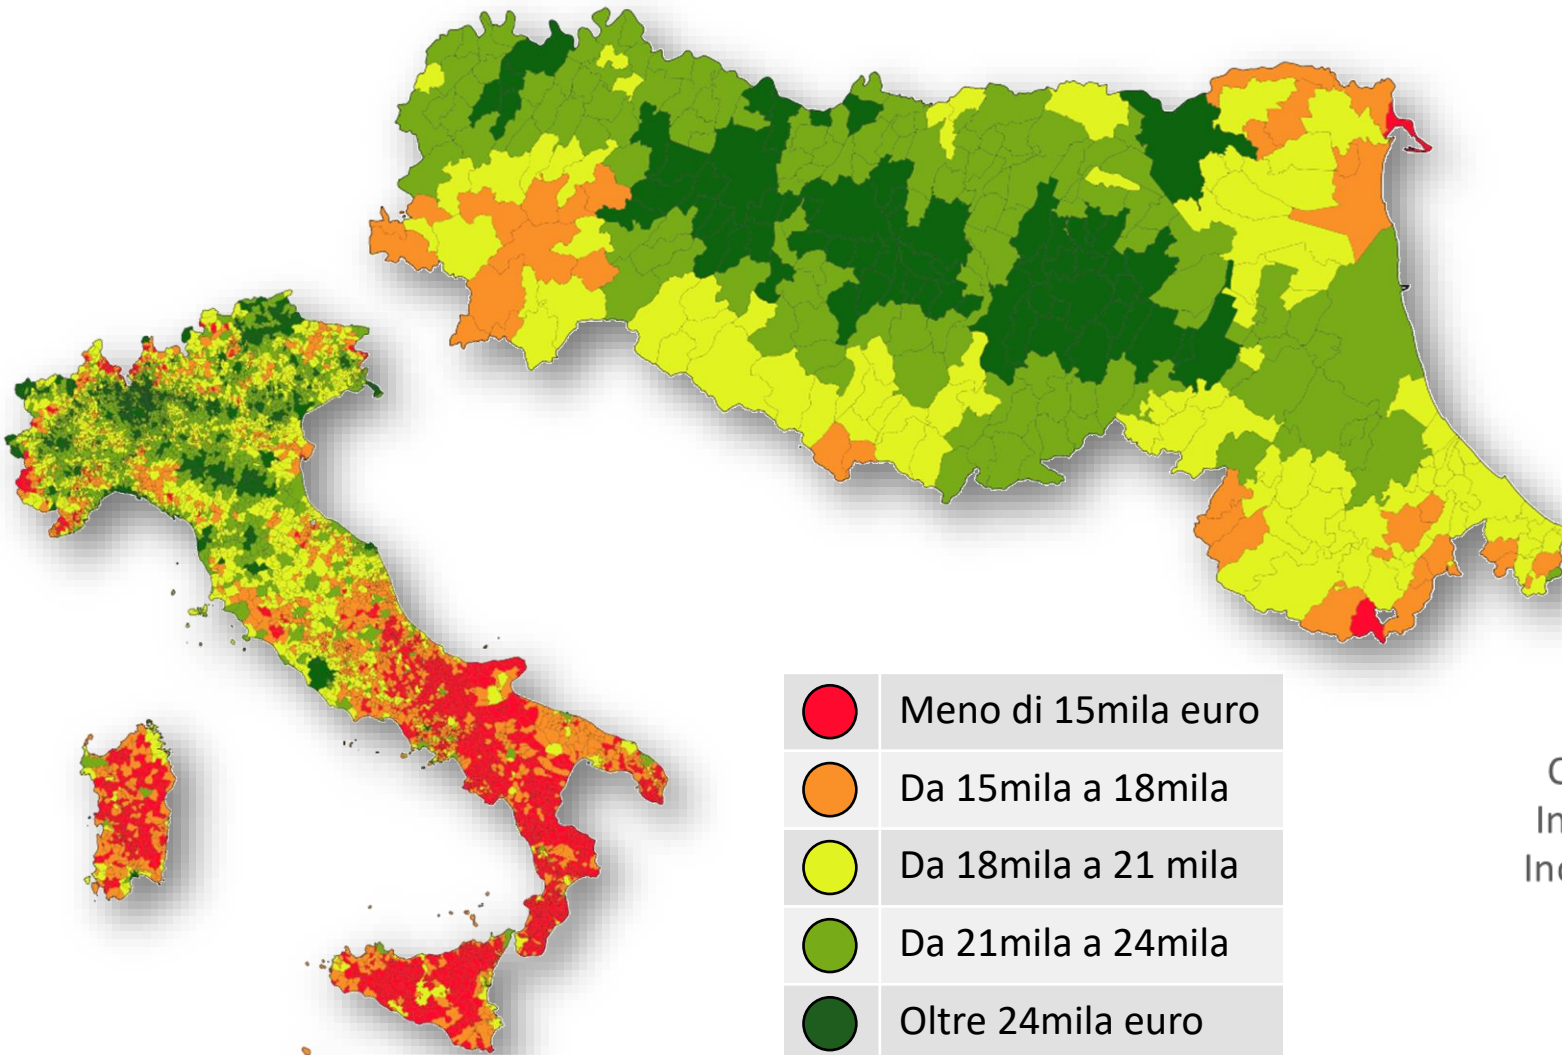 Meno di 15mila euro
Da 15mila a 18mila
Da 18mila a 21 mila
Da 21mila a 24mila
Oltre 24mila euro